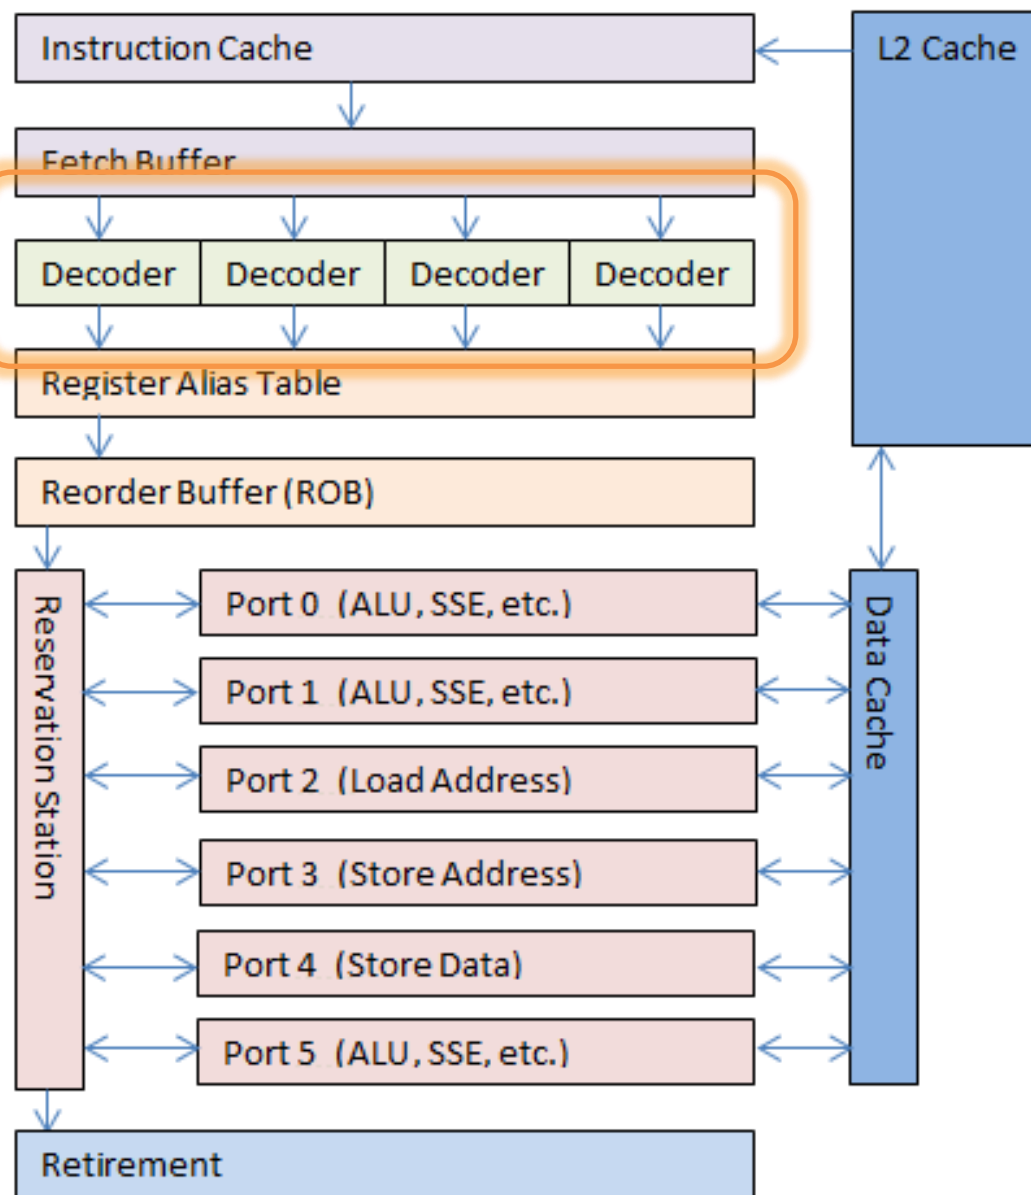 Instruction Cache
L2 Cache
Fetch Buffer
Decoder
Decoder
Decoder
Decoder
Register Alias Table
Reorder Buffer (ROB)
Reservation Station
Port 0 (ALU, SSE, etc.)
Port 1 (ALU, SSE, etc.)
Port 2 (Load Address)
Port 3 (Store Address)
Port 4 (Store Data)
Port 5 (ALU, SSE, etc.)
Data Cache
Retirement